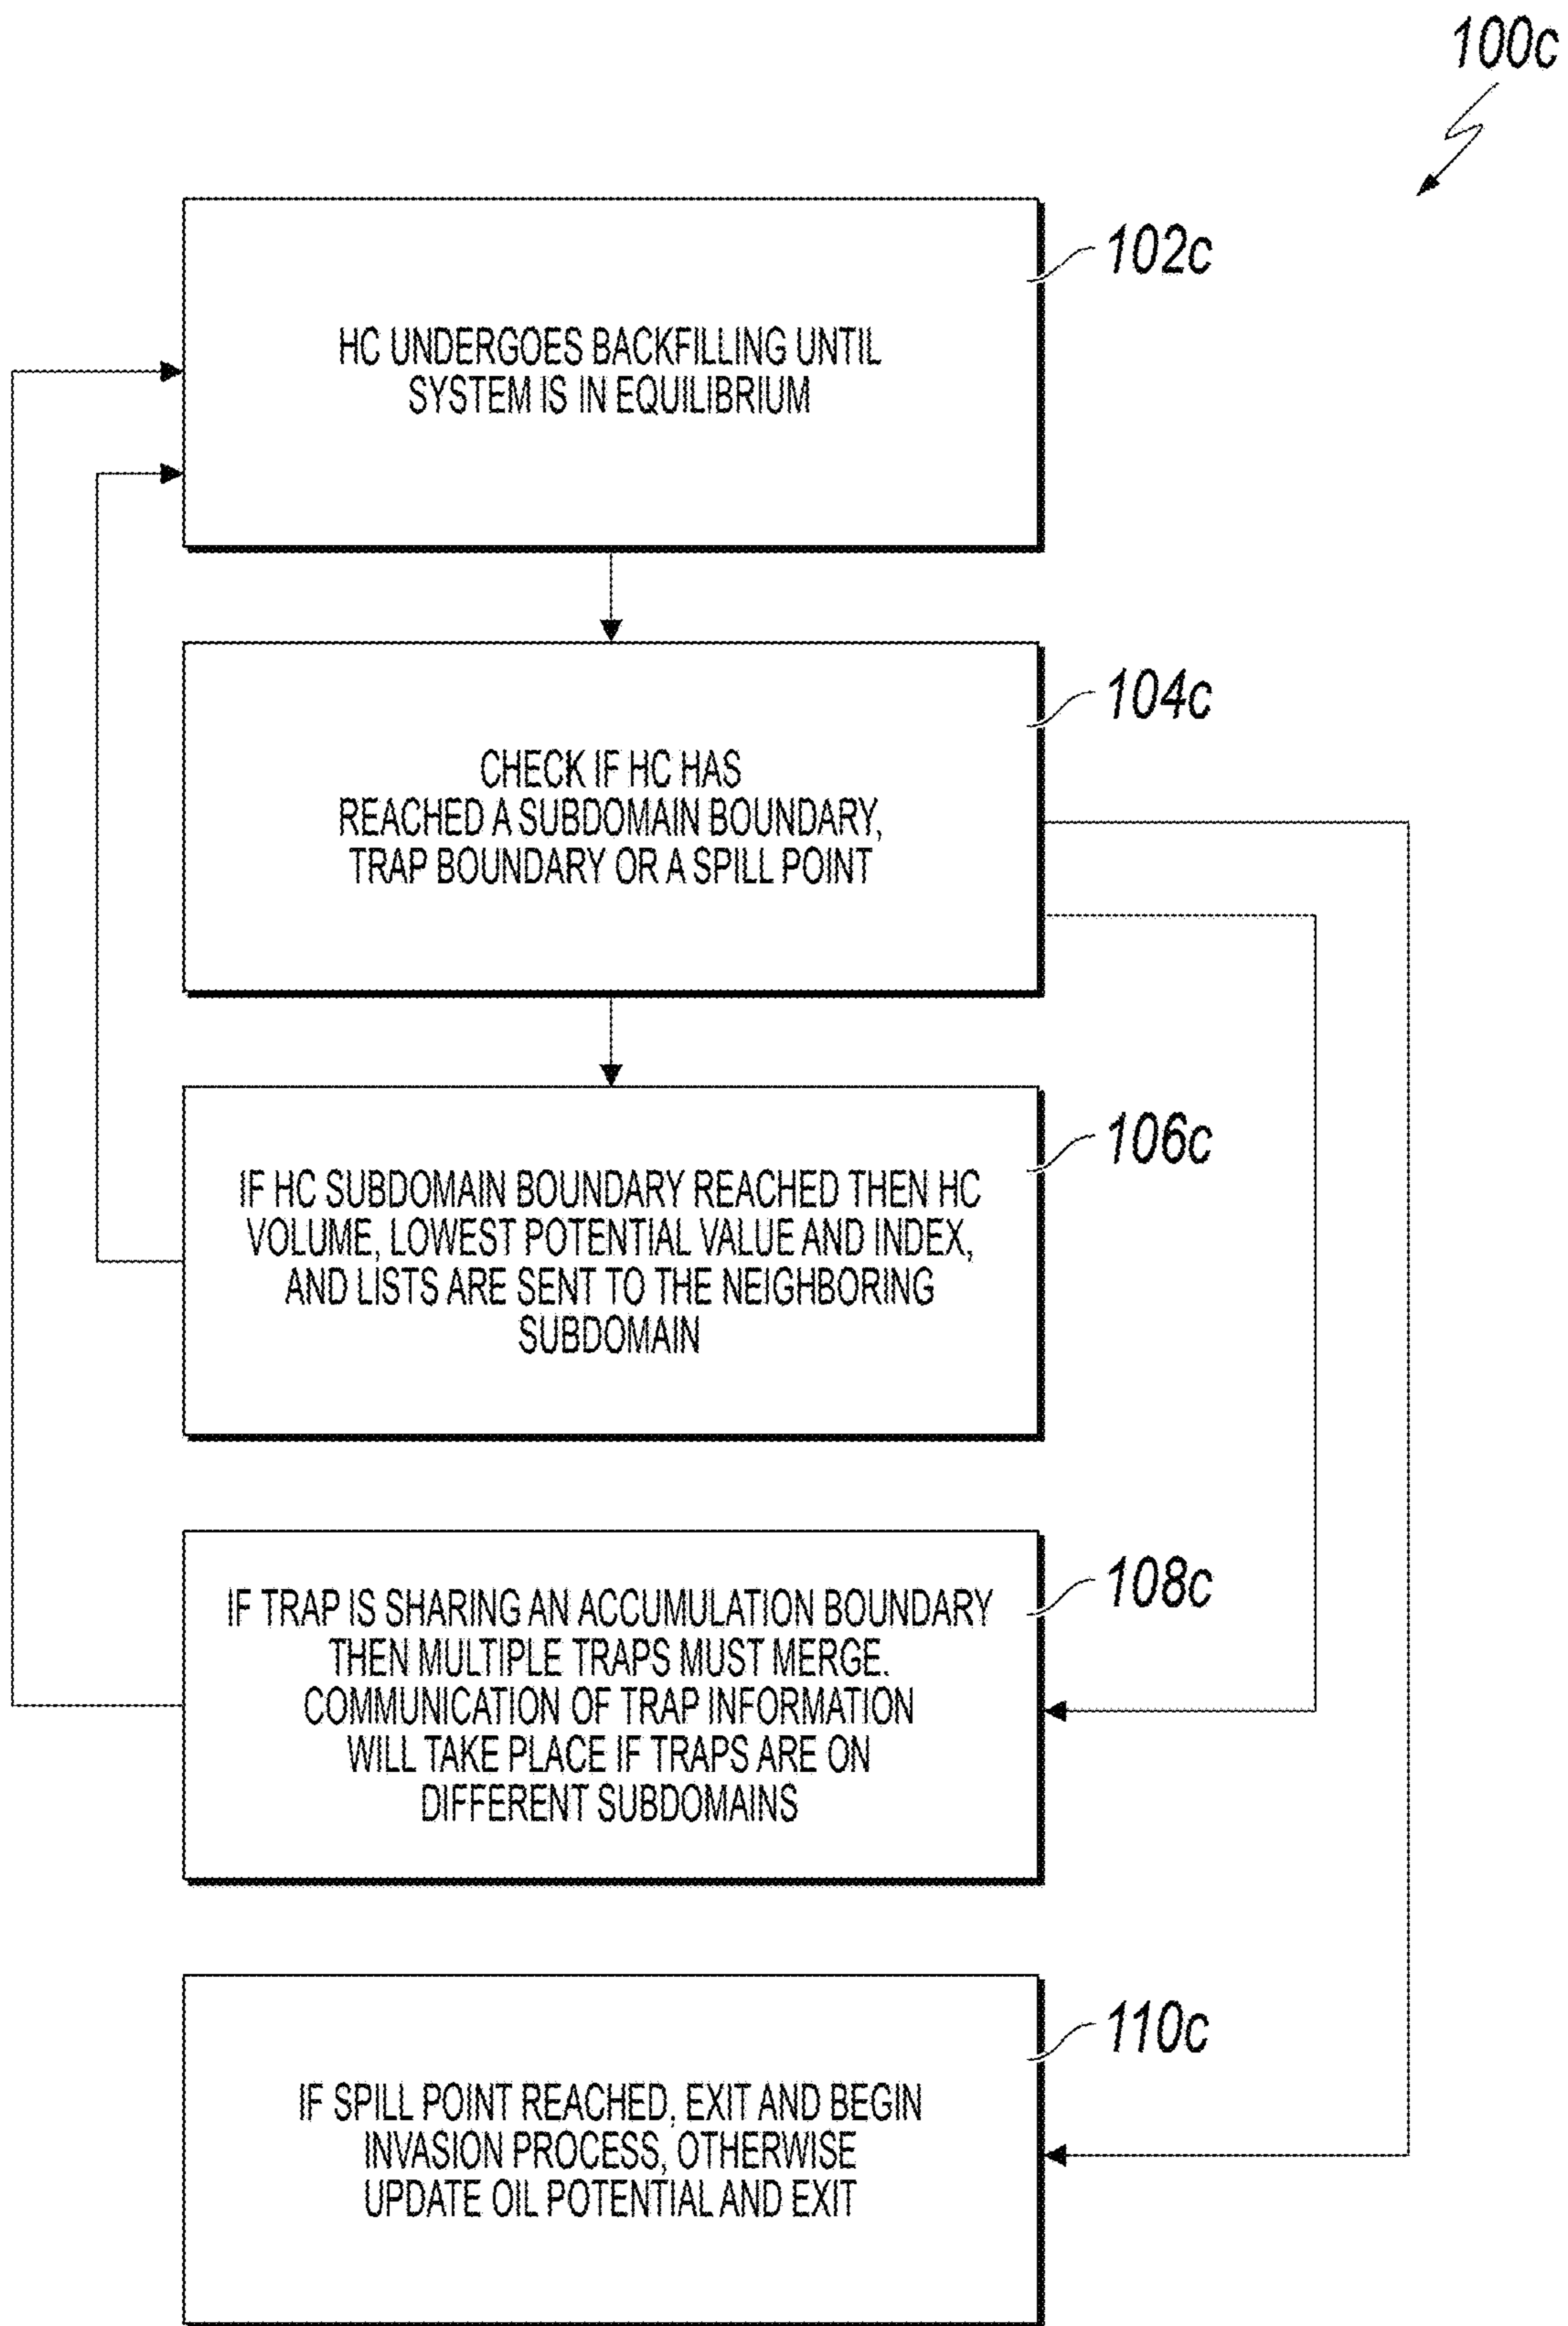 100c
102c
HC UNDERGOES BACKFILLING UNTIL
SYSTEM IS IN EQUILIBRIUM
104c
CHECK IF HC HAS
REACHED A SUBDOMAIN BOUNDARY,
TRAP BOUNDARY OR A SPILL POINT
106c
IF HC SUBDOMAIN BOUNDARY REACHED THEN HC
VOLUME, LOWEST POTENTIAL VALUE AND INDEX,
AND LISTS ARE SENT TO THE NEIGHBORING
SUBDOMAIN
108c
IF TRAP IS SHARING AN ACCUMULATION BOUNDARY
THEN MULTIPLE TRAPS MUST MERGE.
COMMUNICATION OF TRAP INFORMATION
WILL TAKE PLACE IF TRAPS ARE ON
DIFFERENT SUBDOMAINS
110c
IF SPILL POINT REACHED, EXIT AND BEGIN
INVASION PROCESS, OTHERWISE
UPDATE OIL POTENTIAL AND EXIT